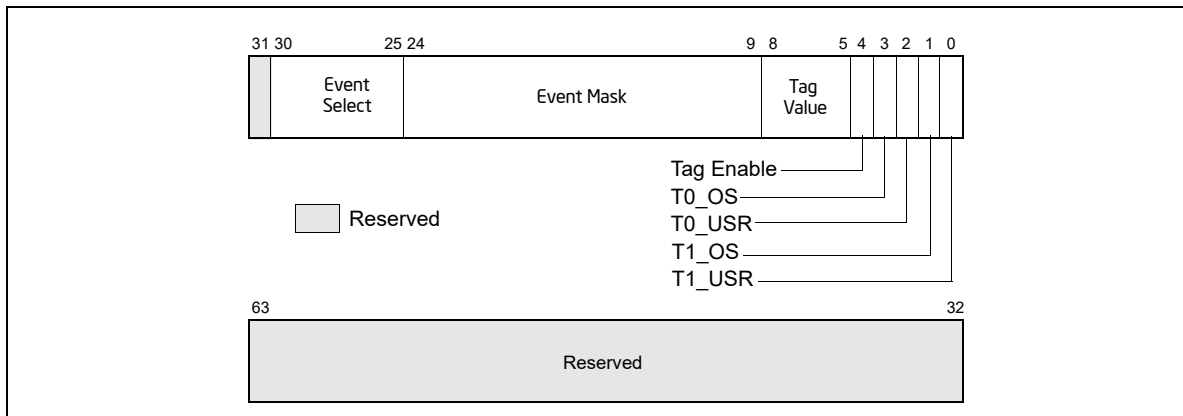 31 30 25 24 9 8 5 4 3 2 1 0
Event
Select
Event Mask
Tag
Value
Tag Enable
T0_OS
T0_USR
T1_OS
T1_USR
Reserved
63 32
Reserved